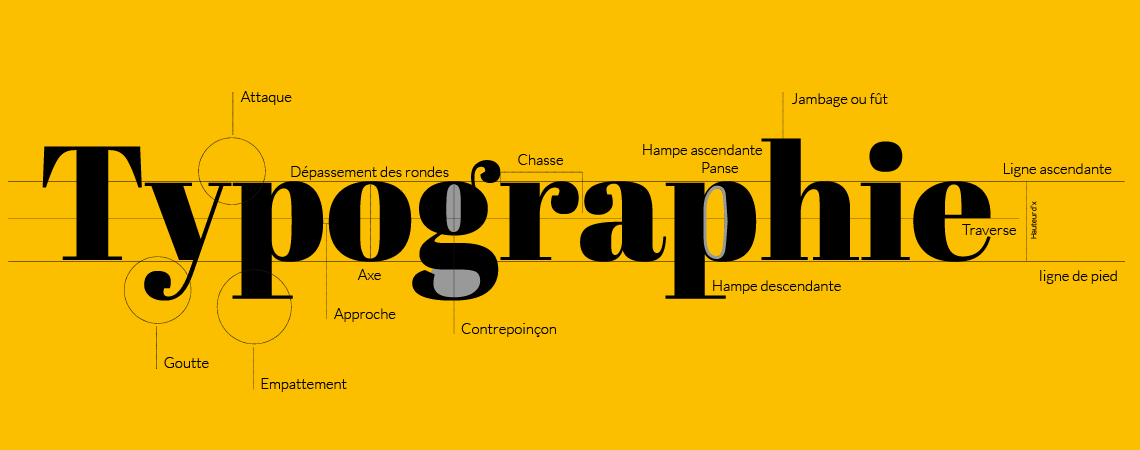 Attaque
Jambage ou fût
Hampe ascendante
Chasse
Panse
Dépassement des rondes
Ligne ascendante
Typographie
Hauteur d'x
Traverse
Axe
ligne de pied
Hampe descendante
Approche
Contrepoinçon
Goutte
Empattement